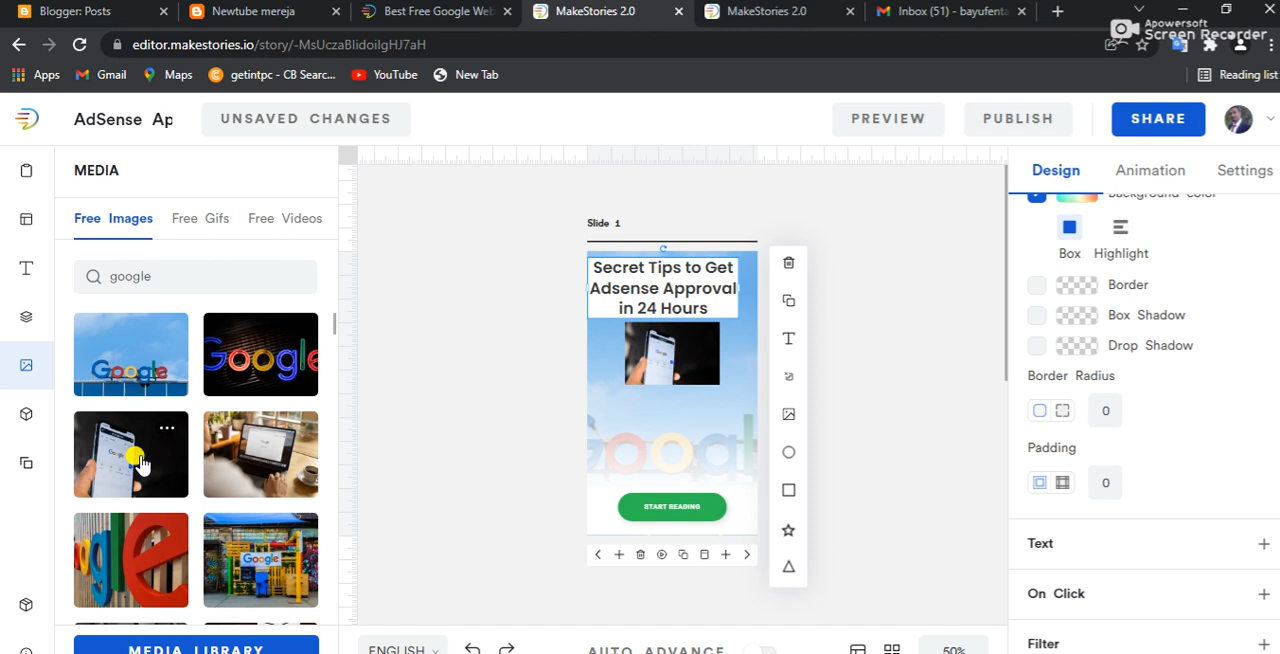 Blogger: Posts
Newtube mereja
Best Free Google Web
MakeStories 2.0
MakeStories 2.0
Inbox (51) - bayufenta
Apowersoft
Screen Recorder
editor.makestories.io/story/-MsUczaBlidoilgHJ7aH
Apps
Gmail
Maps
getintpc - CB Searc...
YouTube
New Tab
Reading list
AdSense Ap
UNSAVED CHANGES
PREVIEW
PUBLISH
SHARE
MEDIA
Free Images
Free Gifs
Free Videos
google
Google
Google
Google
MEDIA LIBRARY
Slide 1
Secret Tips to Get
Adsense Approval
in 24 Hours
START READING
ENGLISH
AUTO ADVANCE
50%
Design
Animation
Settings
Background Color
Box
Highlight
Border
Box Shadow
Drop Shadow
Border Radius
0
Padding
0
Text
On Click
Filter